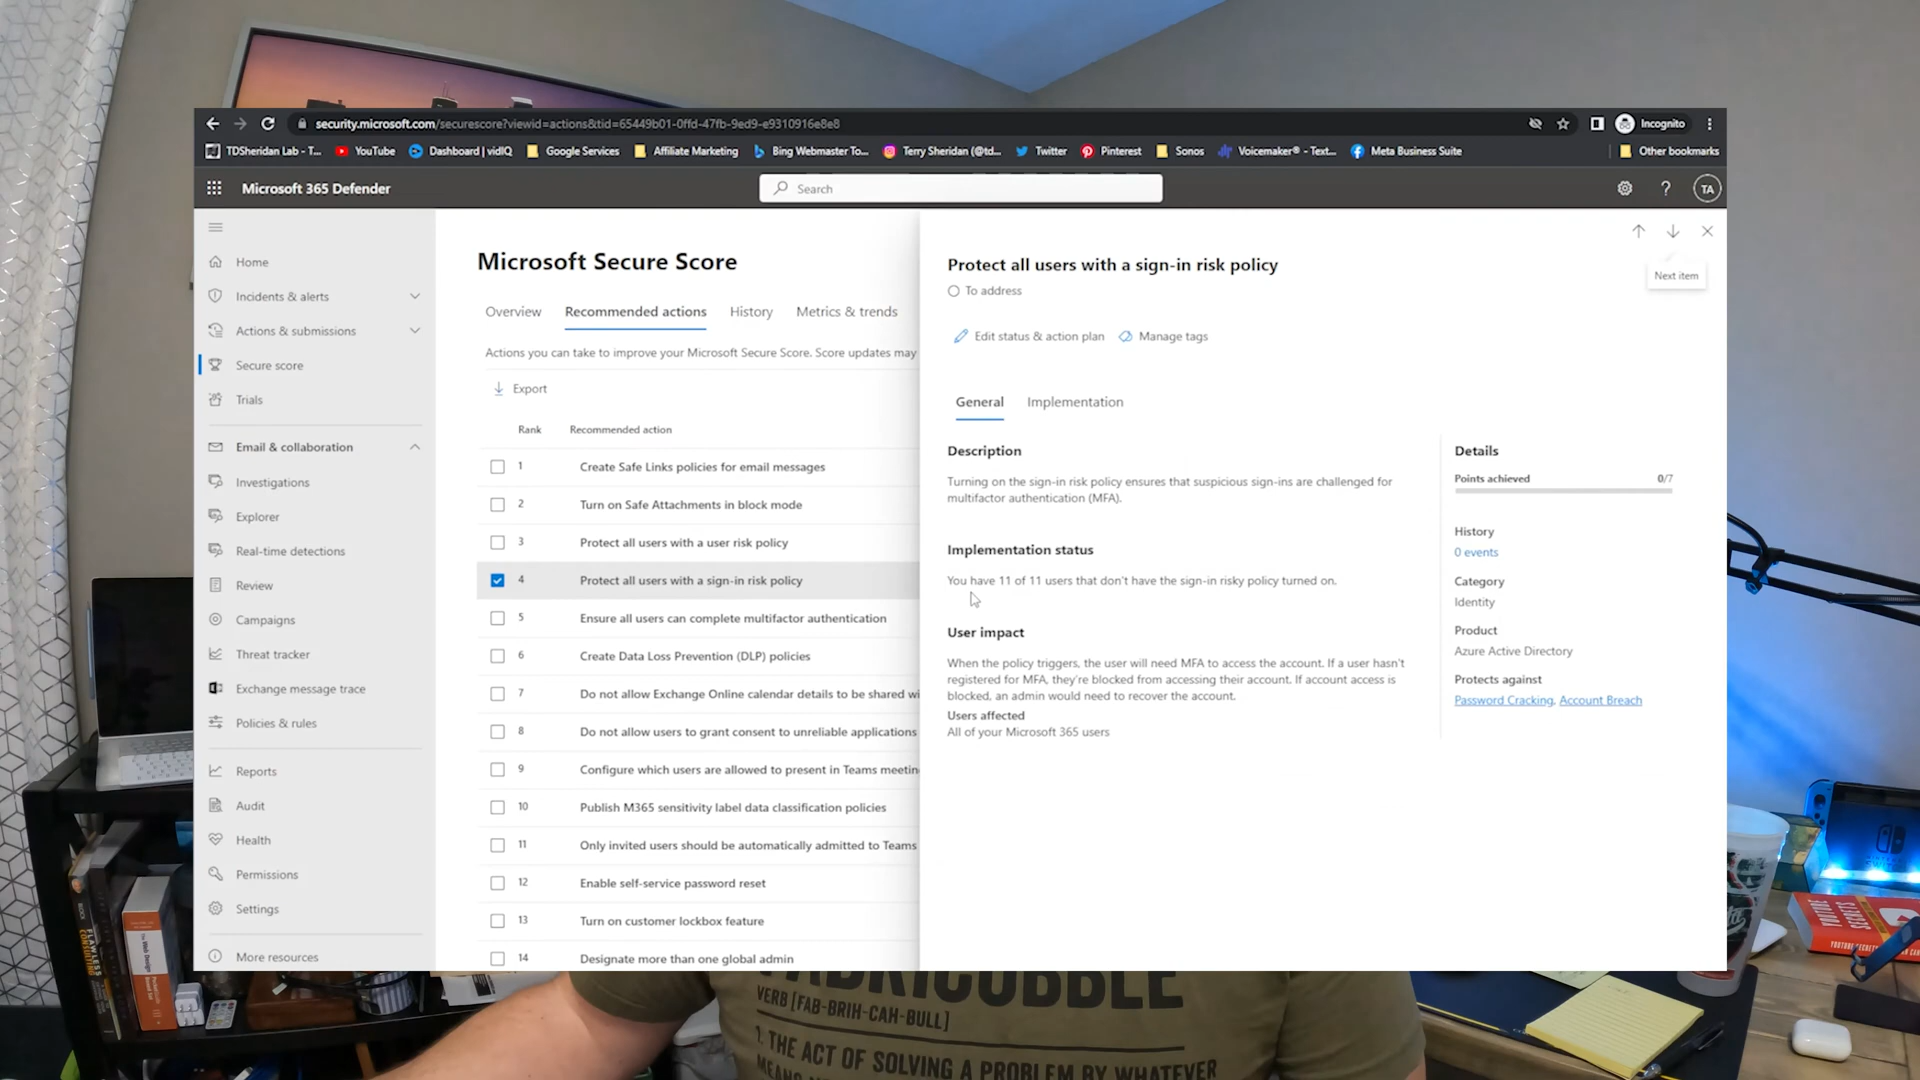 security.microsoft.com/securescore?viewid=actions&tid=65449b01-0ffd-47fb-9ed9-e9310916e8e8
Incognito
TDSheridan Lab - T...
YouTube
Dashboard | vidIQ
Google Services
Affiliate Marketing
Bing Webmaster To...
Terry Sheridan (@td...
Twitter
Pinterest
Sonos
Voicemaker® - Text...
Meta Business Suite
Other bookmarks
Microsoft 365 Defender
Search
?
TA
Home
Incidents & alerts
Actions & submissions
Secure score
Trials
Email & collaboration
Investigations
Explorer
Real-time detections
Review
Campaigns
Threat tracker
Exchange message trace
Policies & rules
Reports
Audit
Health
Permissions
Settings
More resources
Microsoft Secure Score
Overview
Recommended actions
History
Metrics & trends
Actions you can take to improve your Microsoft Secure Score. Score updates may
Export
Rank Recommended action
1 Create Safe Links policies for email messages
2 Turn on Safe Attachments in block mode
3 Protect all users with a user risk policy
4 Protect all users with a sign-in risk policy
5 Ensure all users can complete multifactor authentication
6 Create Data Loss Prevention (DLP) policies
7 Do not allow Exchange Online calendar details to be shared wi
8 Do not allow users to grant consent to unreliable applications
9 Configure which users are allowed to present in Teams meetin
10 Publish M365 sensitivity label data classification policies
11 Only invited users should be automatically admitted to Teams
12 Enable self-service password reset
13 Turn on customer lockbox feature
14 Designate more than one global admin
Next item
Protect all users with a sign-in risk policy
To address
Edit status & action plan
Manage tags
General
Implementation
Description
Turning on the sign-in risk policy ensures that suspicious sign-ins are challenged for
multifactor authentication (MFA).
Implementation status
You have 11 of 11 users that don't have the sign-in risky policy turned on.
User impact
When the policy triggers, the user will need MFA to access the account. If a user hasn't
registered for MFA, they're blocked from accessing their account. If account access is
blocked, an admin would need to recover the account.
Users affected
All of your Microsoft 365 users
Details
Points achieved 0/7
History
0 events
Category
Identity
Product
Azure Active Directory
Protects against
Password Cracking, Account Breach
VERB [FAB-BRIH-CAH-BULL]
1. THE ACT OF SOLVING A PROBLEM BY WHATEVER
FLAWLESS
CONSULTING
YOUTUBE
SECRETS